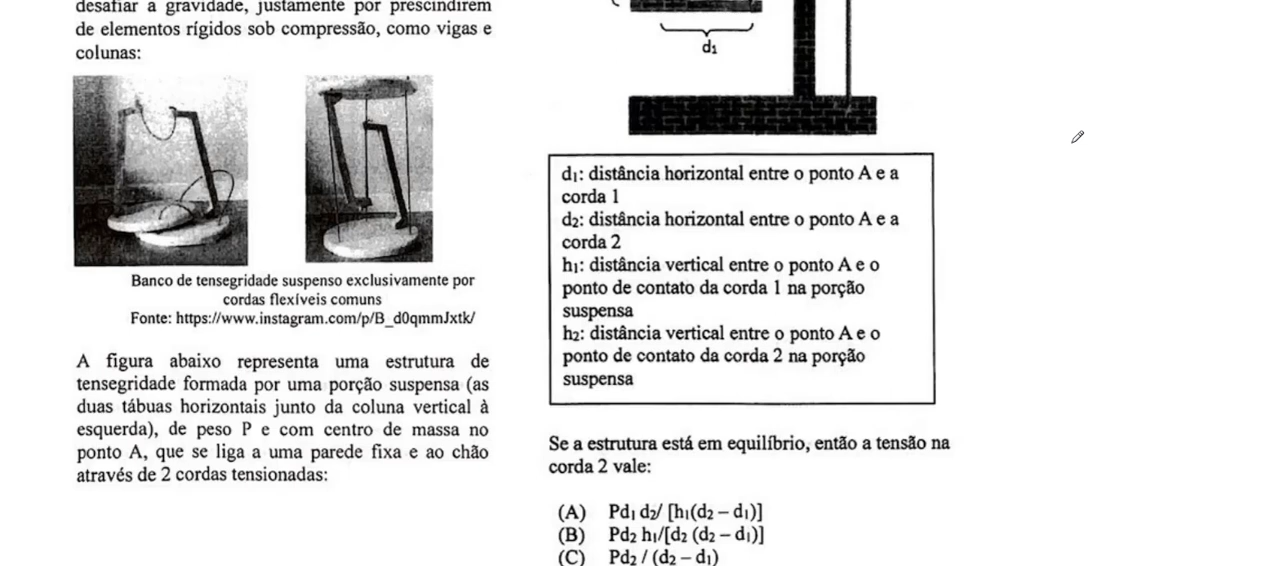 desafiar a gravidade, justamente por prescindirem
de elementos rígidos sob compressão, como vigas e
colunas:
Banco de tensegridade suspenso exclusivamente por
cordas flexíveis comuns
Fonte: https://www.instagram.com/p/B_d0qmmJxtk/
A figura abaixo representa uma estrutura de
tensegridade formada por uma porção suspensa (as
duas tábuas horizontais junto da coluna vertical à
esquerda), de peso P e com centro de massa no
ponto A, que se liga a uma parede fixa e ao chão
através de 2 cordas tensionadas:
d₁
d₁: distância horizontal entre o ponto A e a
corda 1
d₂: distância horizontal entre o ponto A e a
corda 2
h₁: distância vertical entre o ponto A e o
ponto de contato da corda 1 na porção
suspensa
h₂: distância vertical entre o ponto A e o
ponto de contato da corda 2 na porção
suspensa
Se a estrutura está em equilíbrio, então a tensão na
corda 2 vale:
(A) Pd₁ d₂/ [h₁(d₂ – d₁)]
(B) Pd₂ h₁/[d₂ (d₂ – d₁)]
(C) Pd₂ / (d₂ – d₁)